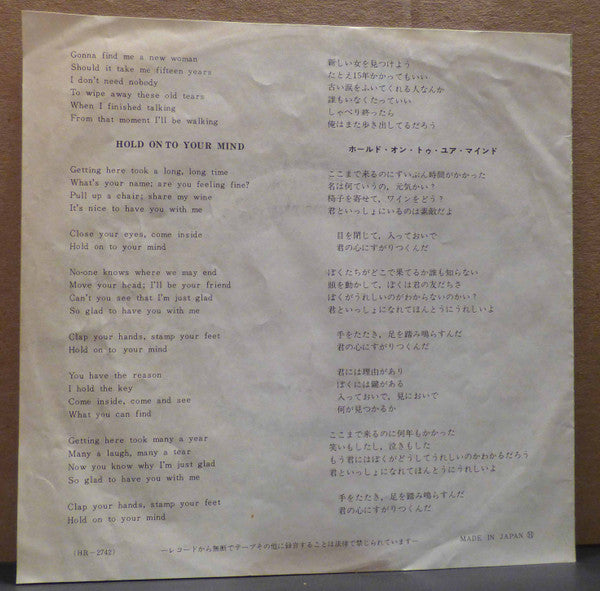 Gonna find me a new woman
Should it take me fifteen years
I don't need nobody
To wipe away these old tears
When I finished talking
From that moment I'll be walking
HOLD ON TO YOUR MIND
Getting here took a long, long time
What's your name; are you feeling fine?
Pull up a chair; share my wine
It's nice to have you with me
Close your eyes, come inside
Hold on to your mind
No-one knows where we may end
Move your head; I'll be your friend
Can't you see that I'm just glad
So glad to have you with me
Clap your hands, stamp your feet
Hold on to your mind
You have the reason
I hold the key
Come inside, come and see
What you can find
Getting here took many a year
Many a laugh, many a tear
Now you know why I'm just glad
So glad to have you with me
Clap your hands, stamp your feet
Hold on to your mind
新しい女を見つけよう
たとえ15年かかってもいい
古い涙をふいてくれる人なんか
誰もいなくたっていい
しゃべり終ったら
俺はまた歩き出してるだろう
ホールド・オン・トゥ・ユア・マインド
ここまで来るのにずいぶん時間がかかった
名は何ていうの、元気かい？
椅子を寄せて、ワインをどう？
君といっしょにいるのは素敵だよ
目を閉じて、入っておいで
君の心にすがりつくんだ
ぼくたちがどこで果てるか誰も知らない
頭を動かして、ぼくは君の友だちさ
ぼくがうれしいのがわからないのかい？
君といっしょになれてほんとうにうれしいよ
手をたたき、足を踏み鳴らすんだ
君の心にすがりつくんだ
君には理由があり
ぼくには鍵がある
入っておいで、見においで
何が見つかるか
ここまで来るのに何年もかかった
笑いもしたし、泣きもした
もう君にはぼくがどうしてうれしいのかわかるだろう
君といっしょになれてほんとうにうれしいよ
手をたたき、足を踏み鳴らすんだ
君の心にすがりつくんだ
(HR−2742)
−レコードから無断でテープその他に録音することは法律で禁じられています−
MADE IN JAPAN